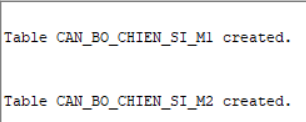 Table CAN_BO_CHIEN_SI_M1 created.
Table CAN_BO_CHIEN_SI_M2 created.